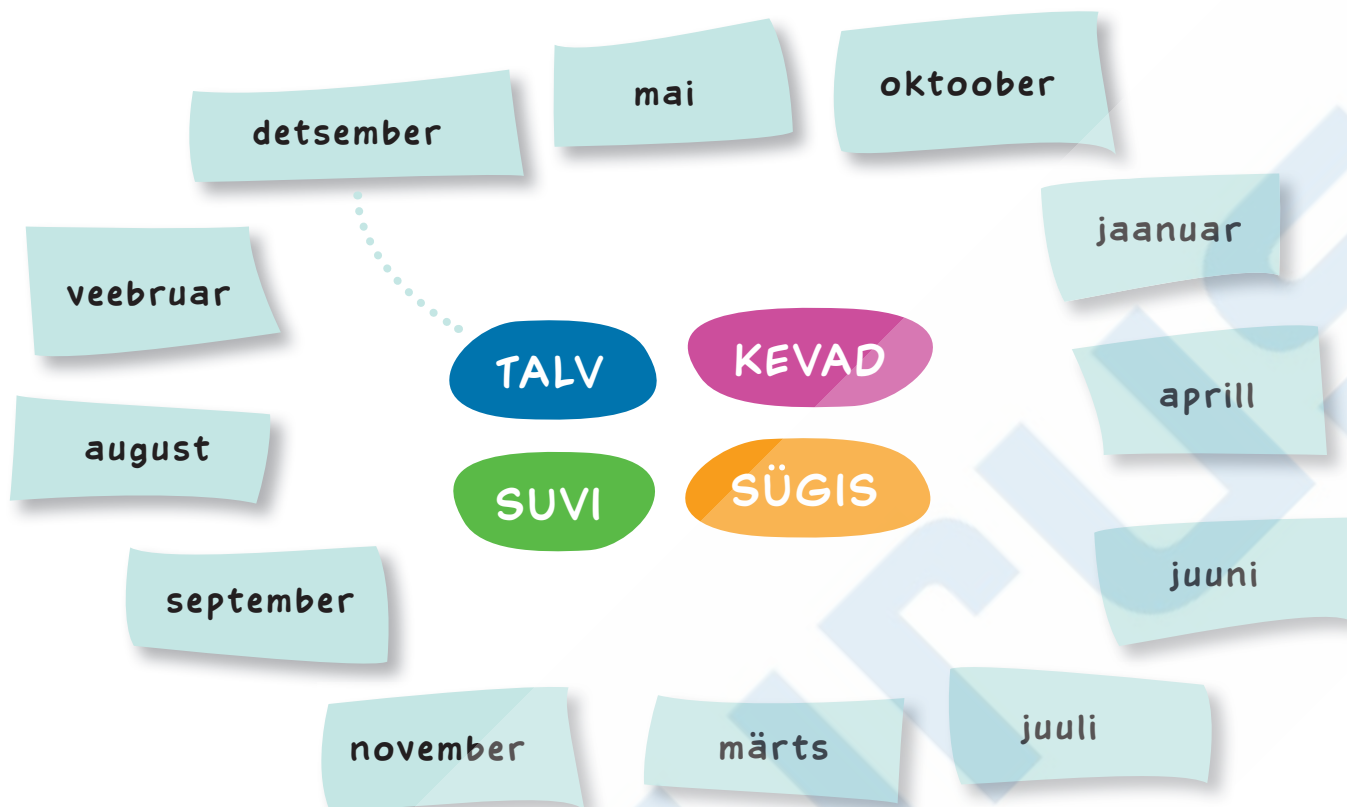 detsember
mai
oktoober
jaanuar
veebruar
TALV
KEVAD
aprill
august
SUVI
SÜGIS
juuni
september
november
märts
juuli